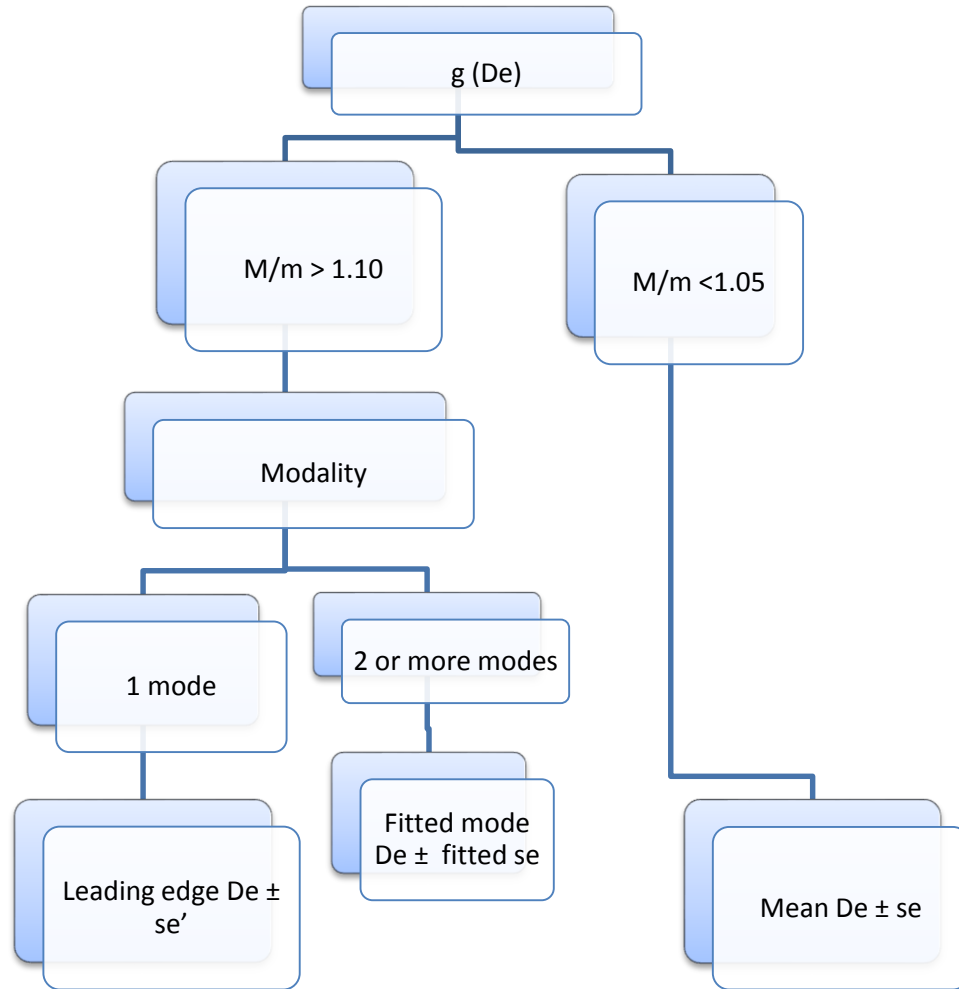 g (De)
M/m > 1.10
M/m <1.05
Modality
1 mode
2 or more modes
Fitted mode
De ±  fitted se
Leading edge De ±
se’
Mean De ± se